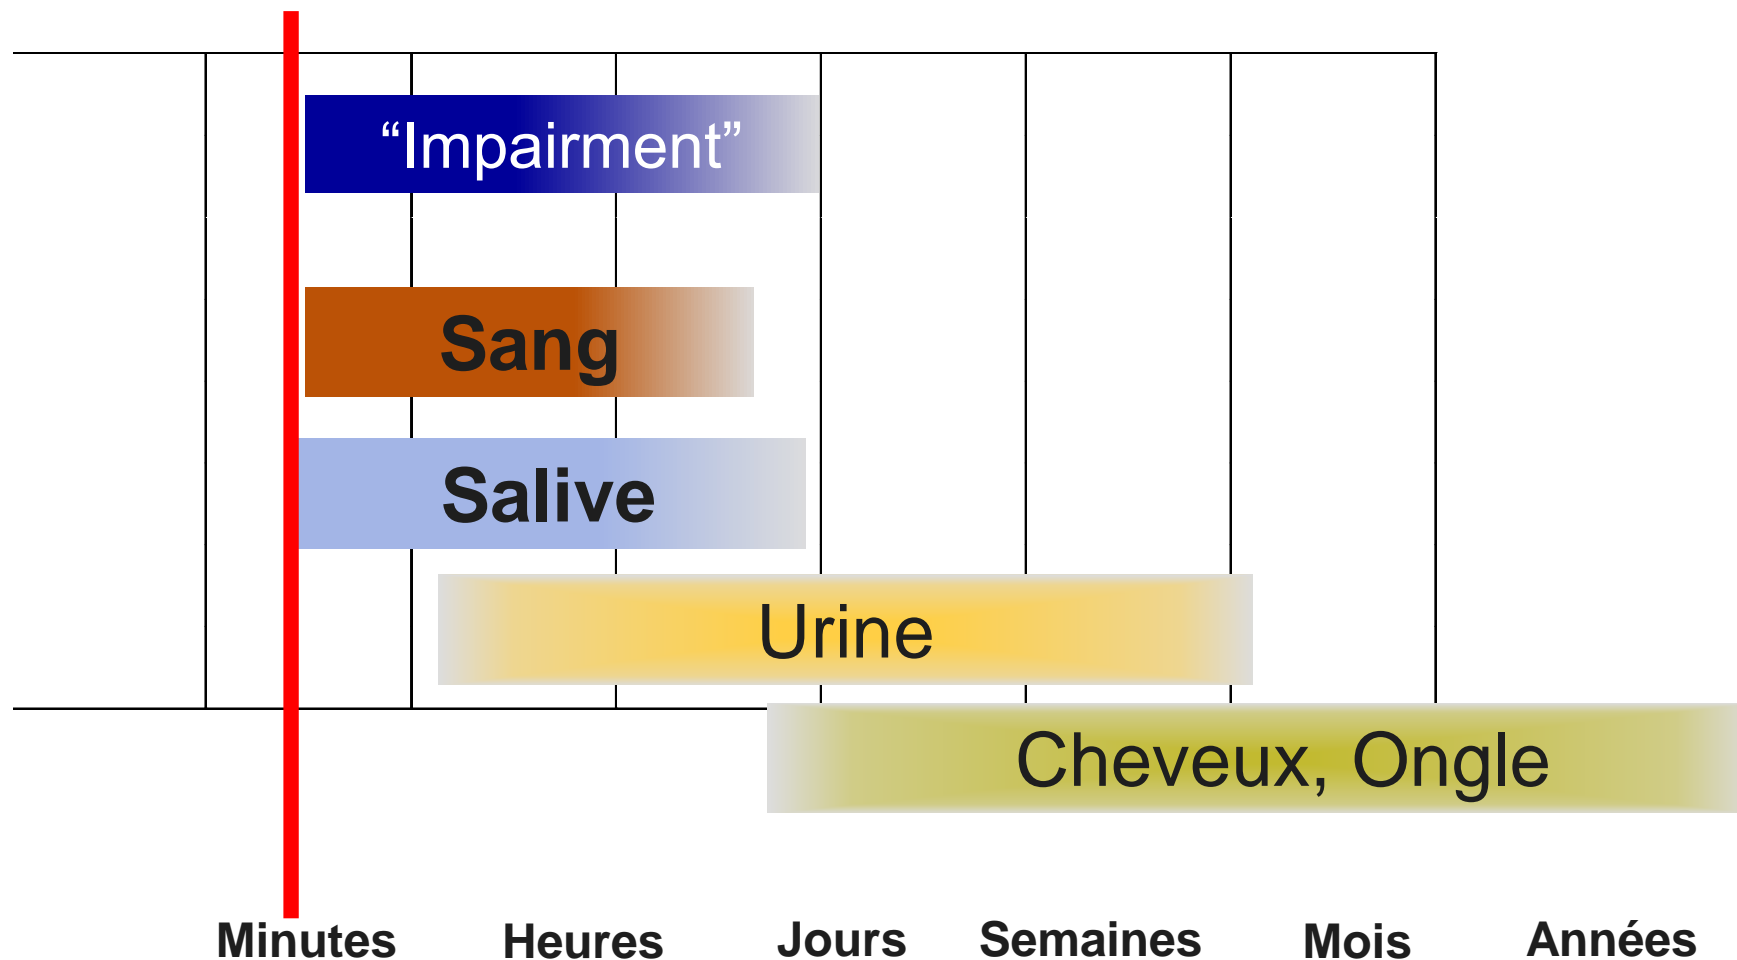 “Impairment”
Sang
Salive
Urine
Cheveux, Ongle
Minutes Heures Jours Semaines Mois Années